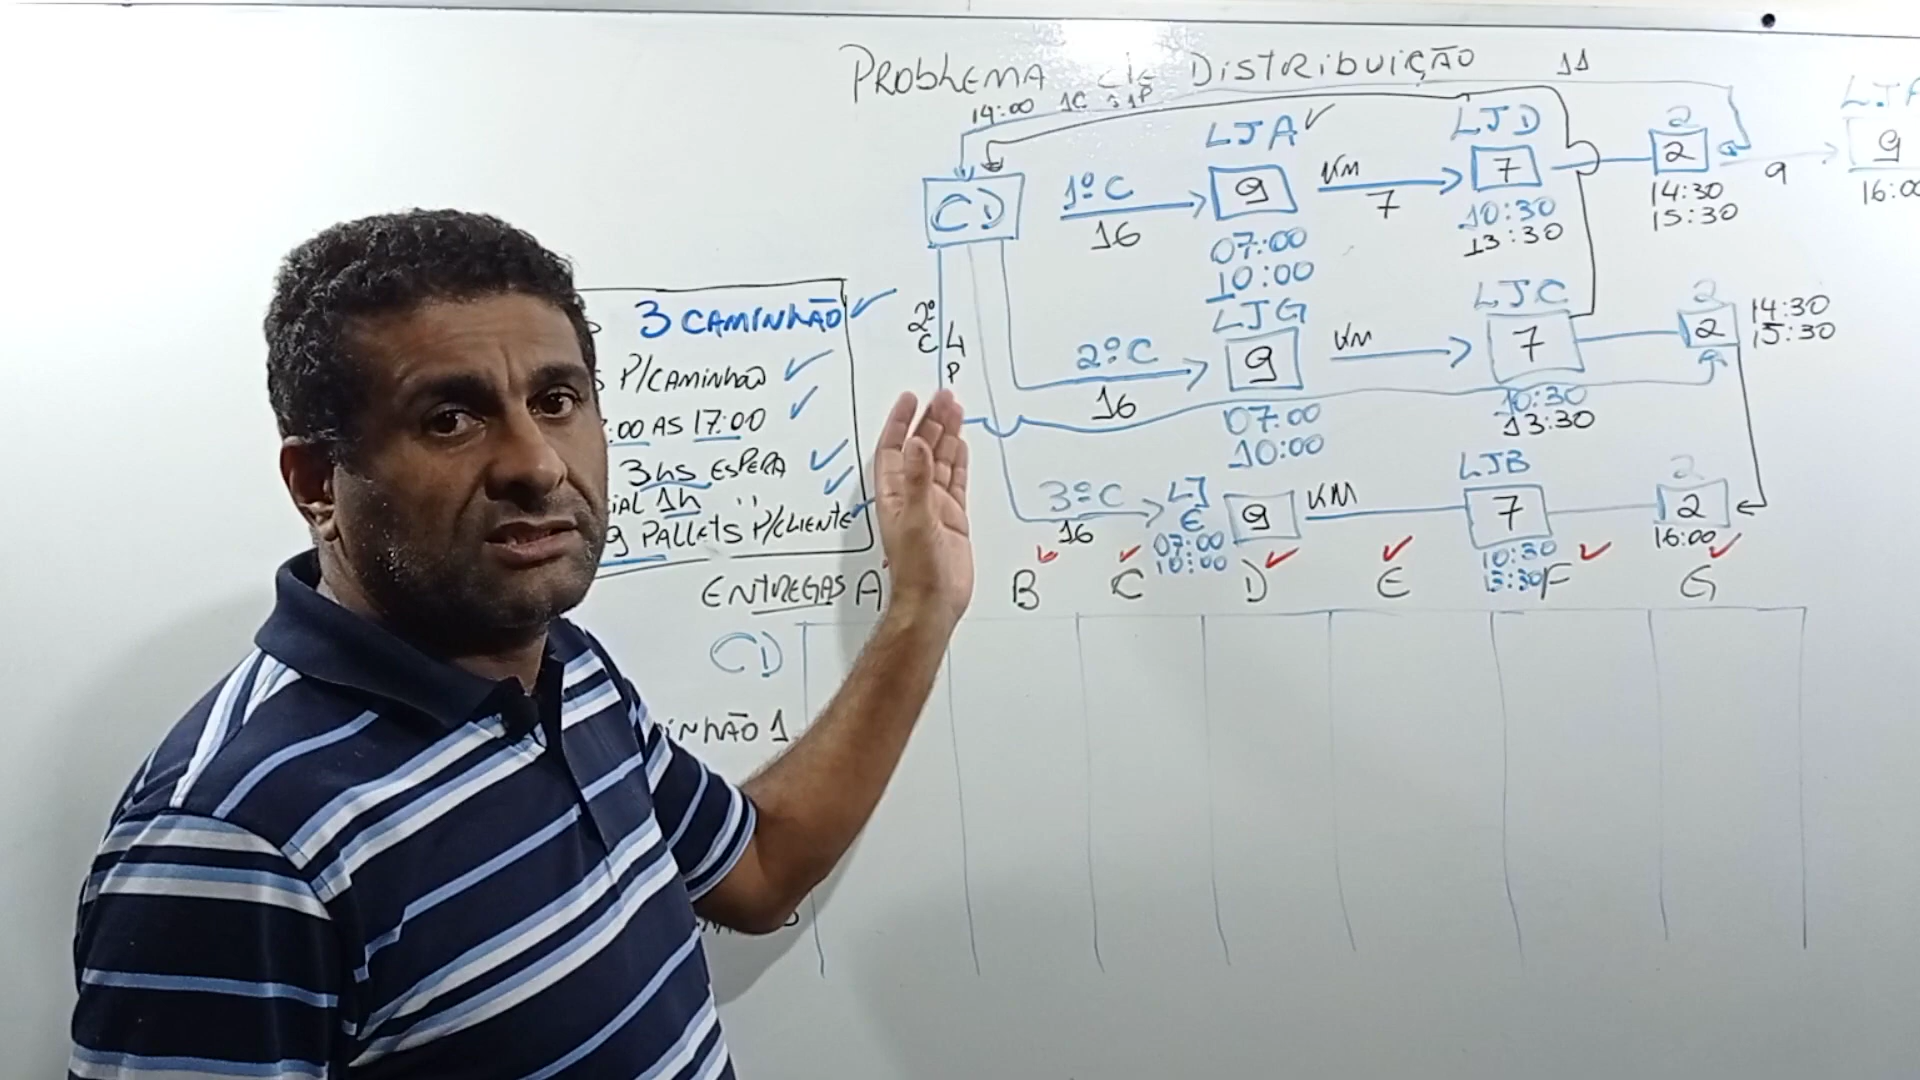 PROBLEMA DE DISTRIBUIÇÃO
11
14:00 1C 1P
CD
1º C
16
LJA
9
07:00
10:00
KM
7
LJD
7
10:30
13:30
2
2
14:30
15:30
9
9
16:00
3 CAMINHÃO
P/CAMINHÃO
:00 AS 17:00
3hs ESPERA
1h ''
9 PALLETS P/CLIENTE
2º
C
4
P
2º C
16
LJG
9
07:00
10:00
KM
LJC
7
10:30
13:30
2
2
14:30
15:30
3º C
16
LJ
E
07:00
10:00
9
KM
LJB
7
10:30
13:30
2
2
16:00
ENTREGAS A B C D E F G
CD
1